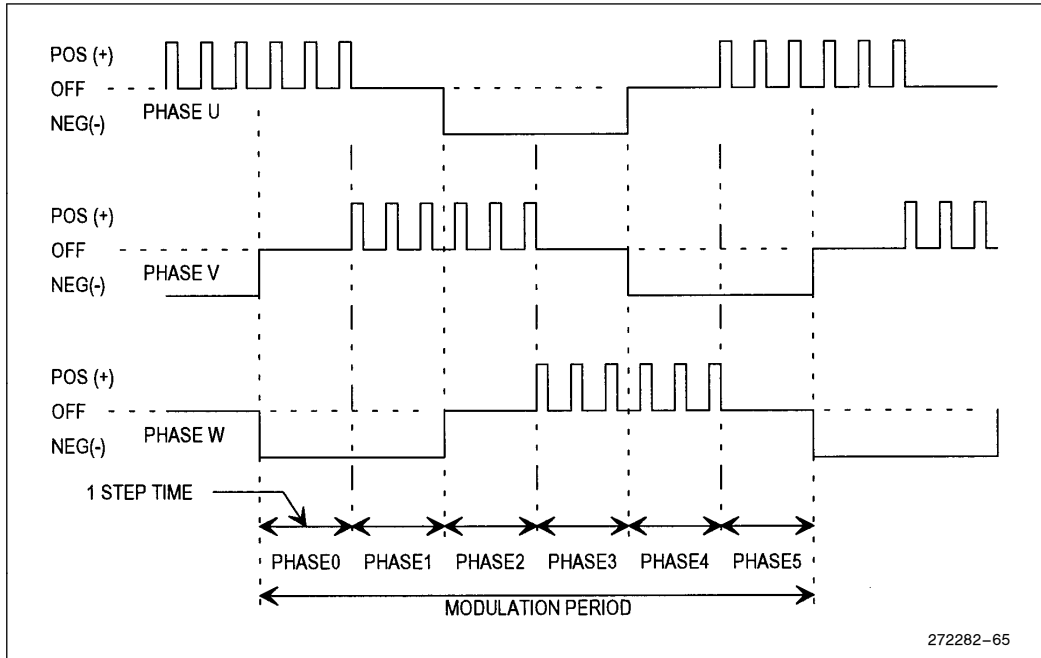 POS (+)
OFF
PHASE U
NEG(-)
POS (+)
OFF
PHASE V
NEG(-)
POS (+)
OFF
PHASE W
NEG(-)
1 STEP TIME
PHASE0 PHASE1 PHASE2 PHASE3 PHASE4 PHASE5
MODULATION PERIOD
272282-65